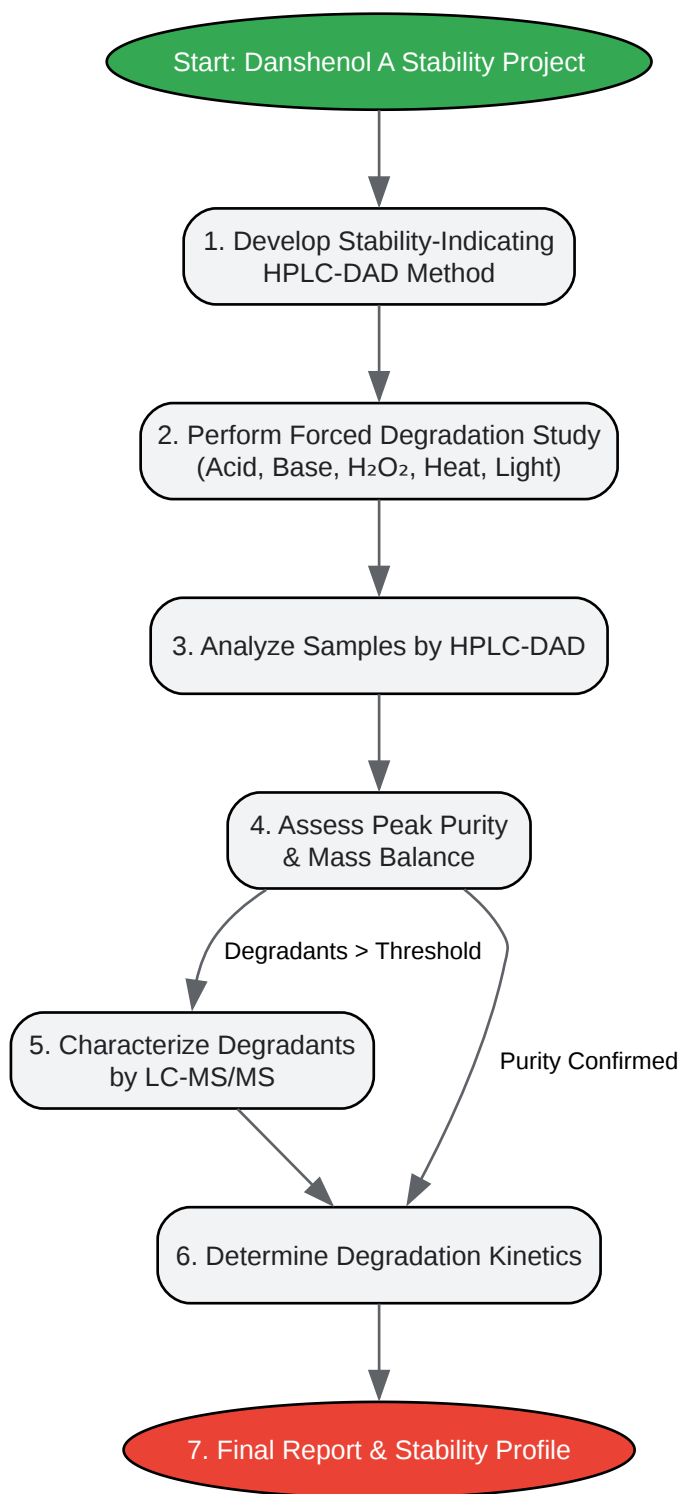 Start: Danshenol A Stability Project
1. Develop Stability-Indicating
HPLC-DAD Method
2. Perform Forced Degradation Study
(Acid, Base, H₂O₂, Heat, Light)
3. Analyze Samples by HPLC-DAD
4. Assess Peak Purity
& Mass Balance
Degradants > Threshold
5. Characterize Degradants
by LC-MS/MS
Purity Confirmed
6. Determine Degradation Kinetics
7. Final Report & Stability Profile